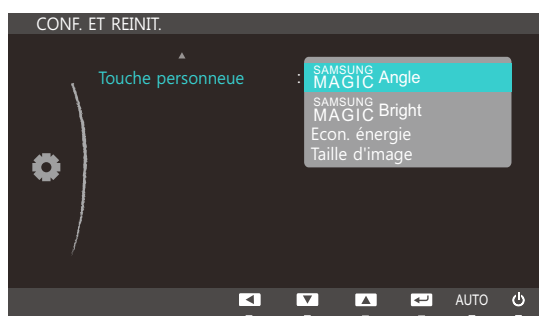 CONF. ET REINIT.
Touche personneue : SAMSUNG MAGIC Angle
SAMSUNG MAGIC Bright
Econ. énergie
Taille d'image
AUTO